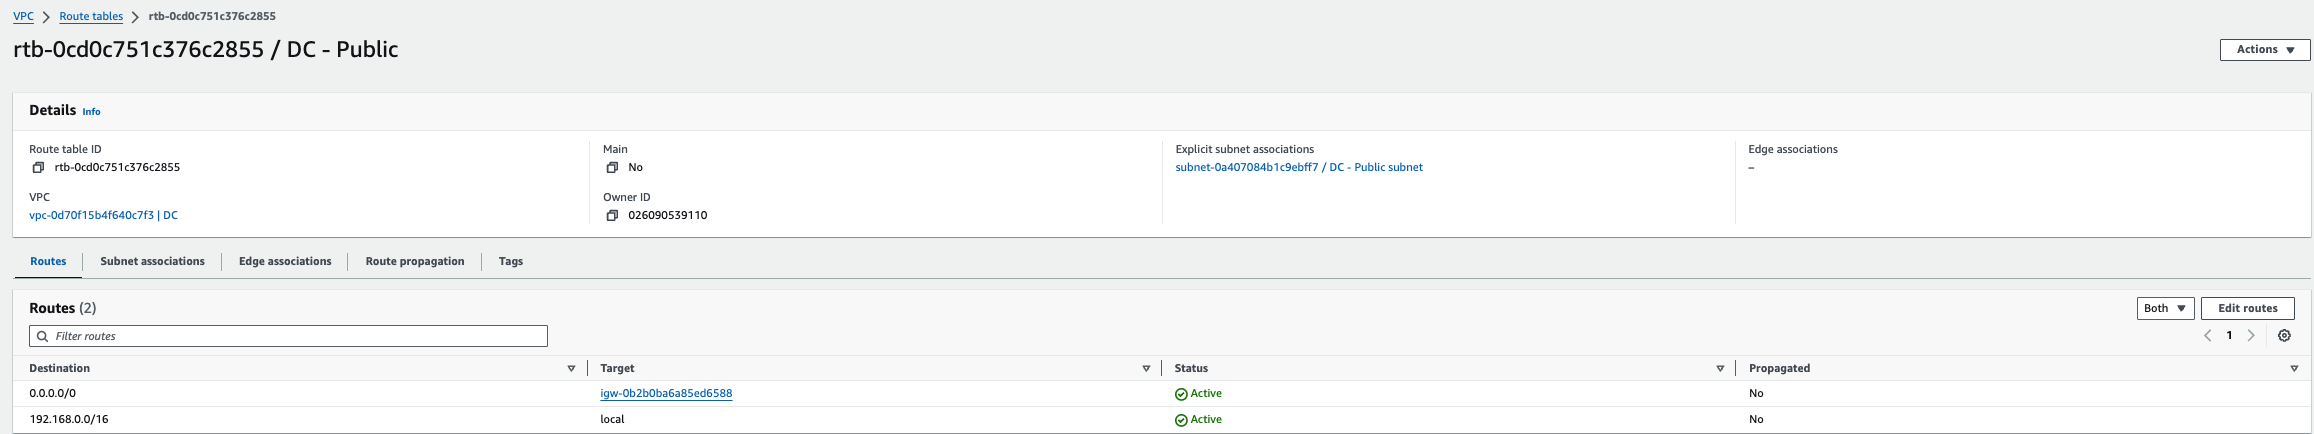 VPC > Route tables > rtb-0cd0c751c376c2855
rtb-0cd0c751c376c2855 / DC - Public
Actions
Details Info
Route table ID
rtb-0cd0c751c376c2855
Main
No
Explicit subnet associations
subnet-0a407084b1c9ebff7 / DC - Public subnet
Edge associations
–
VPC
vpc-0d70f15b4f640c7f3 | DC
Owner ID
026090539110
Routes Subnet associations Edge associations Route propagation Tags
Routes (2)
Both Edit routes
Filter routes
1
Destination Target Status Propagated
0.0.0.0/0 igw-0b2b0ba6a85ed6588 Active No
192.168.0.0/16 local Active No